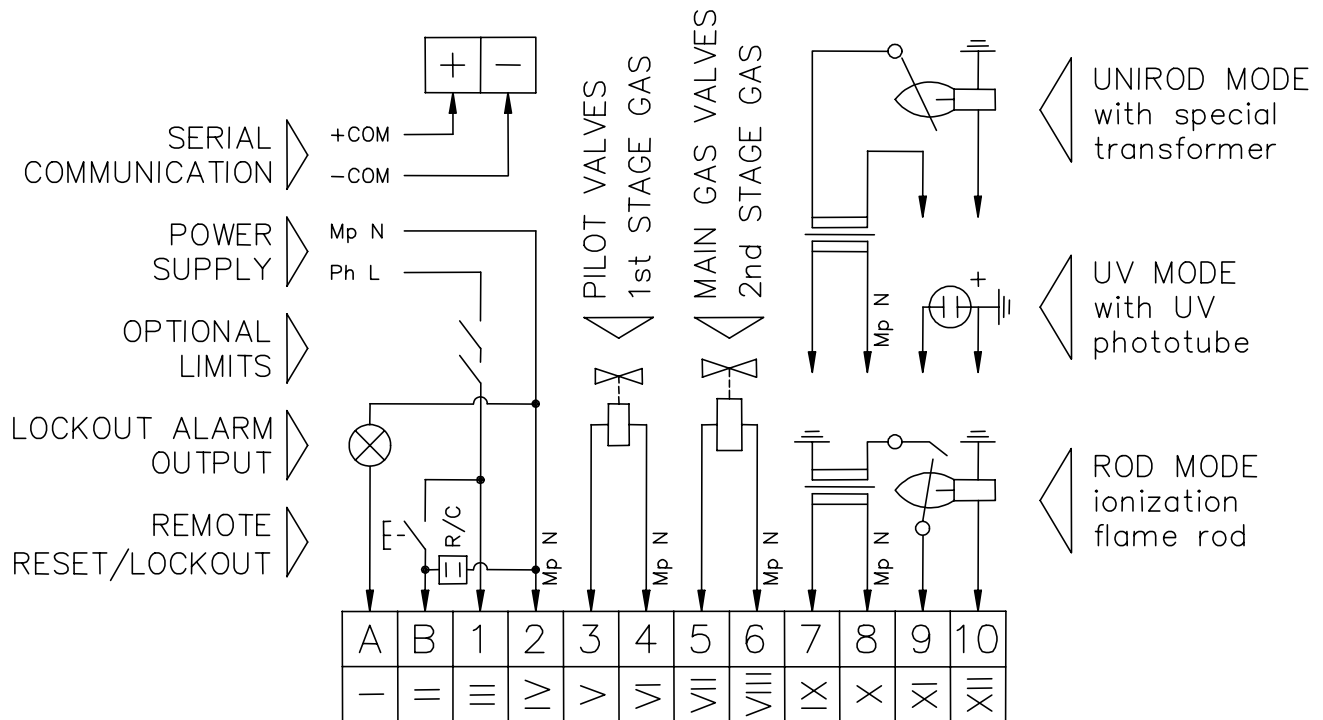 SERIAL
COMMUNICATION
+COM
-COM
+ -
POWER
SUPPLY
Mp N
Ph L
OPTIONAL
LIMITS
LOCKOUT ALARM
OUTPUT
REMOTE
RESET/LOCKOUT
R/C
Mp N
PILOT VALVES
1st STAGE GAS
Mp N
MAIN GAS VALVES
2nd STAGE GAS
Mp N
UNIROD MODE
with special
transformer
Mp N
+
UV MODE
with UV
phototube
Mp N
ROD MODE
ionization
flame rod
A B 1 2 3 4 5 6 7 8 9 10
I II III IV V VI VII VIII IX X XI XII